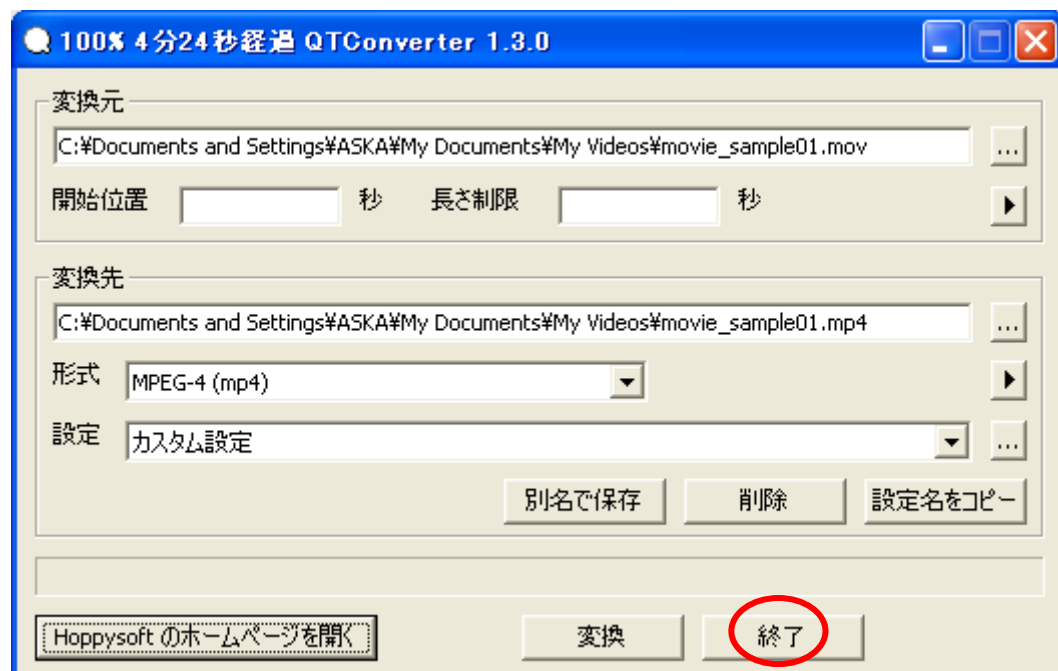 100% 4分24秒経過 QTConverter 1.3.0
変換元
C:¥Documents and Settings¥ASKA¥My Documents¥My Videos¥movie_sample01.mov
...
開始位置 秒 長さ制限 秒
変換先
C:¥Documents and Settings¥ASKA¥My Documents¥My Videos¥movie_sample01.mp4
...
形式 MPEG-4 (mp4)
設定 カスタム設定
...
別名で保存 削除 設定名をコピー
Hoppysoft のホームページを開く 変換 終了